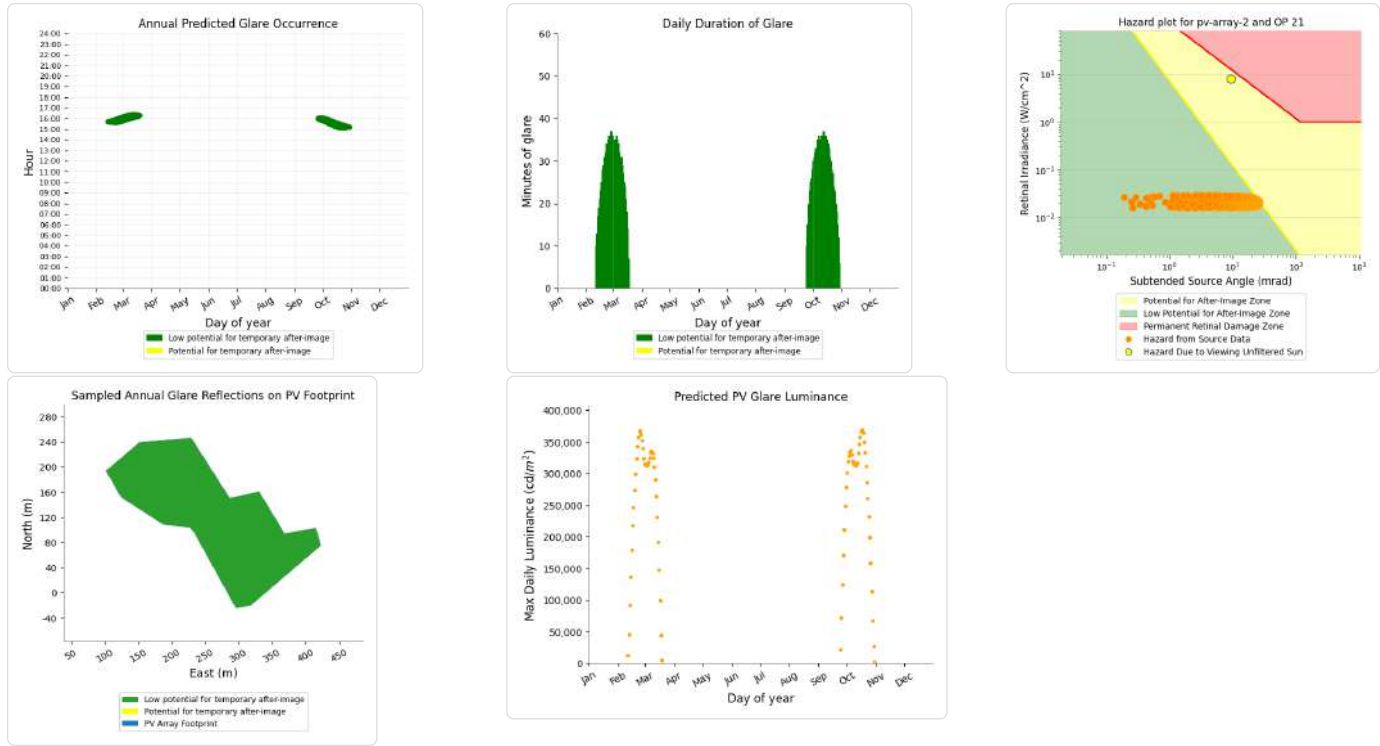 Annual Predicted Glare Occurrence
24:00
23:00
22:00
21:00
20:00
19:00
18:00
17:00
16:00
15:00
14:00
13:00
12:00
11:00
10:00
09:00
08:00
07:00
06:00
05:00
04:00
03:00
02:00
01:00
00:00
Hour
Jan Feb Mar Apr May Jun Jul Aug Sep Oct Nov Dec
Day of year
Low potential for temporary after-image
Potential for temporary after-image
Daily Duration of Glare
60
50
40
30
20
10
0
Minutes of glare
Jan Feb Mar Apr May Jun Jul Aug Sep Oct Nov Dec
Day of year
Low potential for temporary after-image
Potential for temporary after-image
Hazard plot for pv-array-2 and OP 21
10¹
10⁰
10⁻¹
10⁻²
Retinal Irradiance (W/cm^2)
10⁻¹ 10⁰ 10¹
Subtended Source Angle (mrad)
Potential for After-Image Zone
Low Potential for After-Image Zone
Permanent Retinal Damage Zone
Hazard from Source Data
Hazard Due to Viewing Unfiltered Sun
Sampled Annual Glare Reflections on PV Footprint
280
240
200
160
120
80
40
0
-40
North (m)
50 100 150 200 250 300 350 400 450
East (m)
Low potential for temporary after-image
Potential for temporary after-image
PV Array Footprint
Predicted PV Glare Luminance
400,000
350,000
300,000
250,000
200,000
150,000
100,000
50,000
0
Max Daily Luminance (cd/m²)
Jan Feb Mar Apr May Jun Jul Aug Sep Oct Nov Dec
Day of year